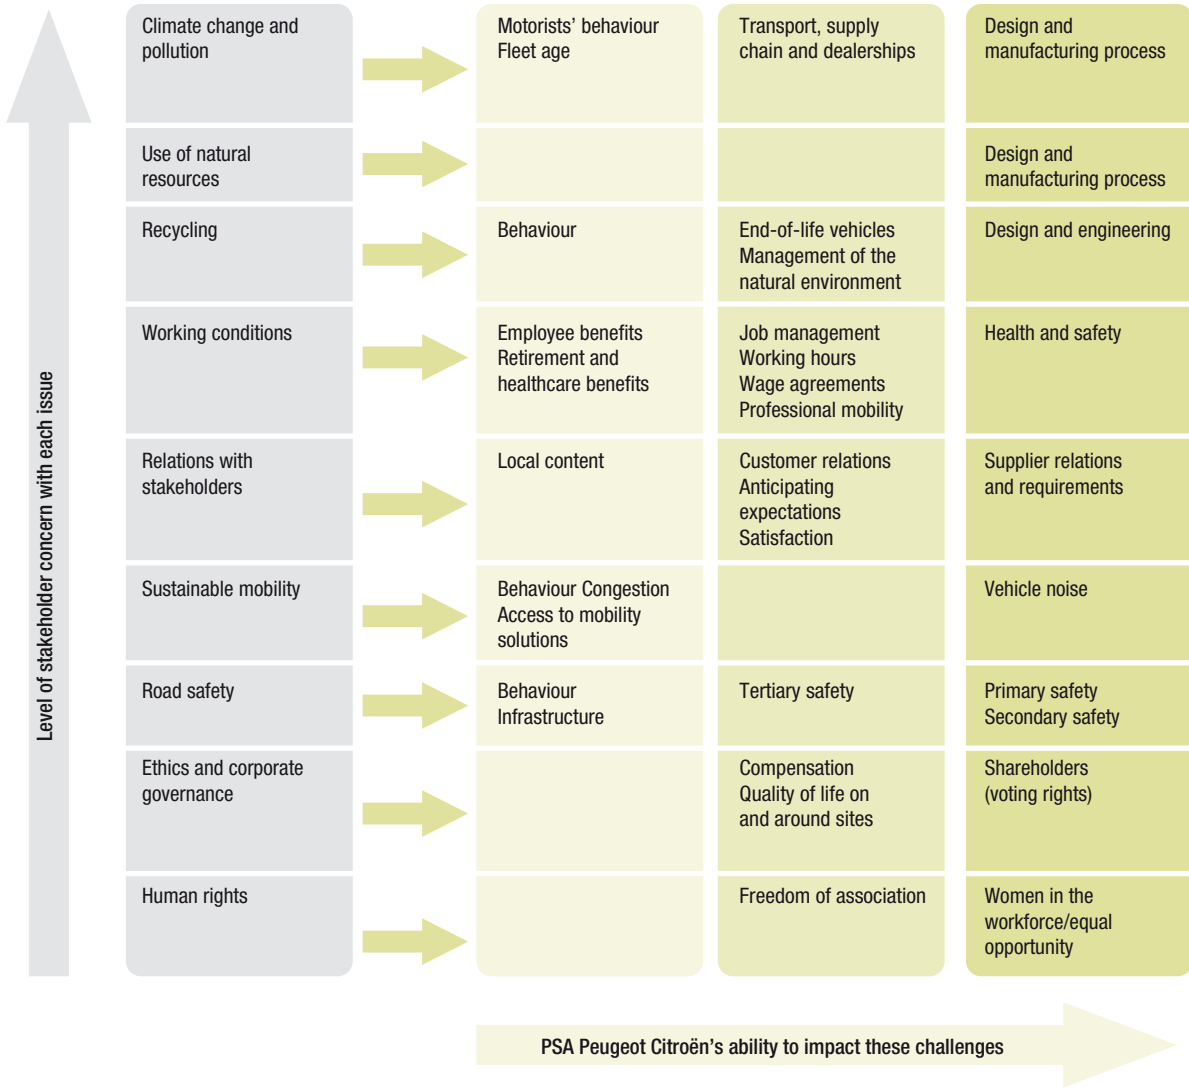 Level of stakeholder concern with each issue
Climate change and
pollution
Motorists' behaviour
Fleet age
Transport, supply
chain and dealerships
Design and
manufacturing process
Use of natural
resources
Design and
manufacturing process
Recycling
Behaviour
End-of-life vehicles
Management of the
natural environment
Design and engineering
Working conditions
Employee benefits
Retirement and
healthcare benefits
Job management
Working hours
Wage agreements
Professional mobility
Health and safety
Relations with
stakeholders
Local content
Customer relations
Anticipating
expectations
Satisfaction
Supplier relations
and requirements
Sustainable mobility
Behaviour Congestion
Access to mobility
solutions
Vehicle noise
Road safety
Behaviour
Infrastructure
Tertiary safety
Primary safety
Secondary safety
Ethics and corporate
governance
Compensation
Quality of life on
and around sites
Shareholders
(voting rights)
Human rights
Freedom of association
Women in the
workforce/equal
opportunity
PSA Peugeot Citroën's ability to impact these challenges